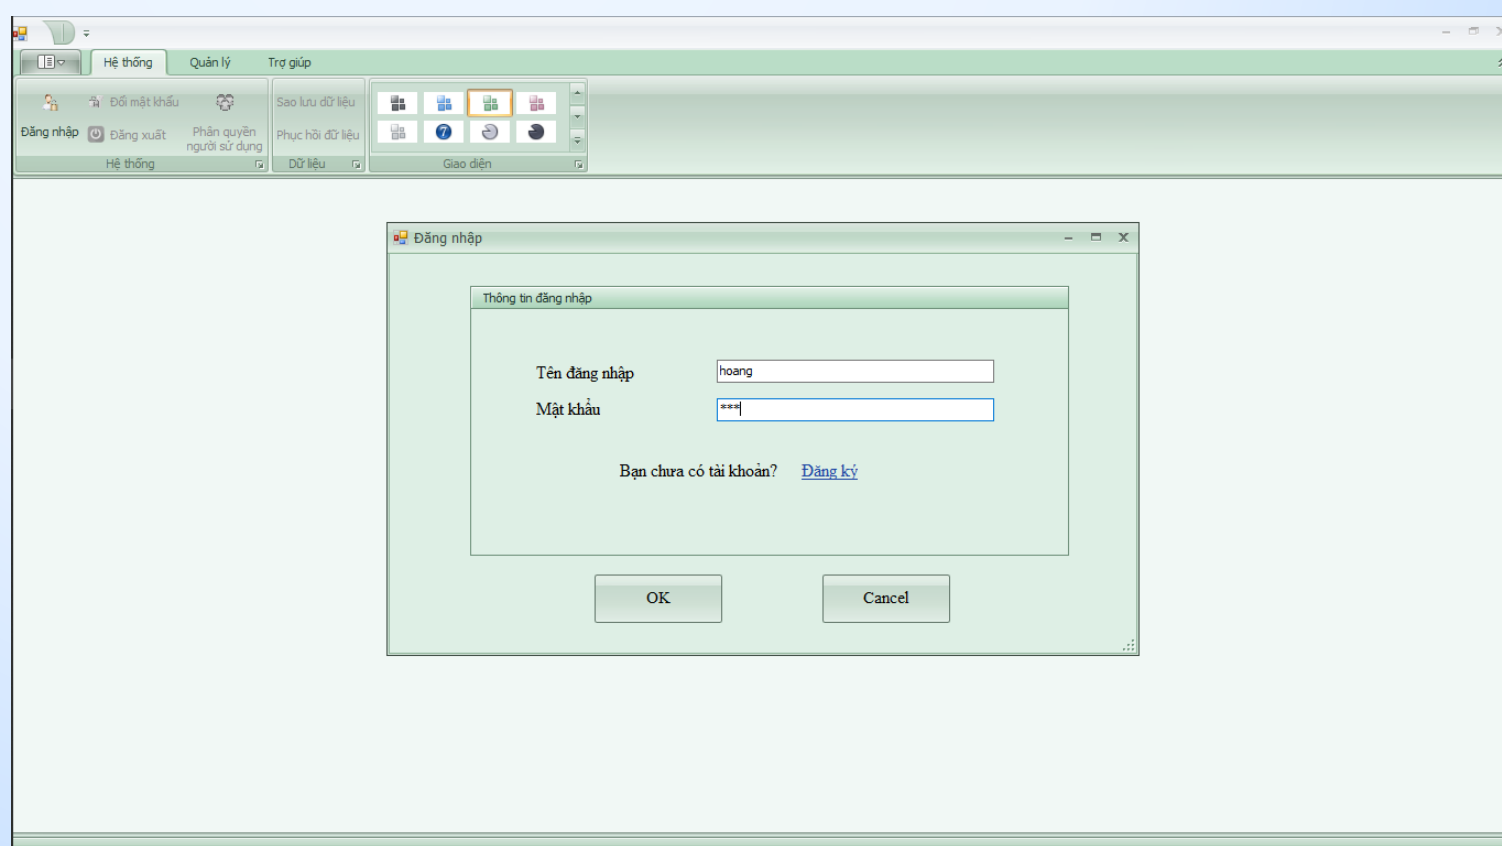 Hệ thống Quản lý Trợ giúp
Đăng nhập Đổi mật khẩu Đăng xuất Phân quyền
người sử dụng
Sao lưu dữ liệu
Phục hồi dữ liệu
7
Hệ thống Dữ liệu Giao diện
Đăng nhập
Thông tin đăng nhập
Tên đăng nhập hoang
Mật khẩu ***
Bạn chưa có tài khoản? Đăng ký
OK Cancel